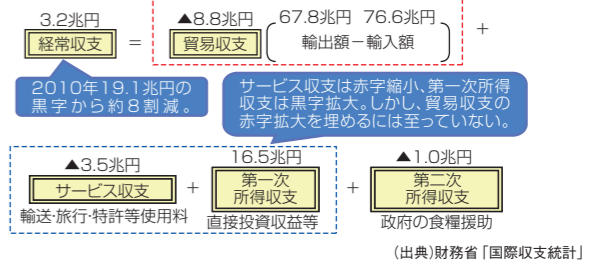 3.2兆円
▲8.8兆円
67.8兆円 76.6兆円
経常収支 = 貿易収支 輸出額－輸入額 +
2010年19.1兆円の
黒字から約8割減。
サービス収支は赤字縮小、第一次所得
収支は黒字拡大。しかし、貿易収支の
赤字拡大を埋めるには至っていない。
▲3.5兆円
サービス収支
輸送・旅行・特許等使用料
+
16.5兆円
第一次
所得収支
直接投資収益等
+
▲1.0兆円
第二次
所得収支
政府の食糧援助
（出典）財務省「国際収支統計」